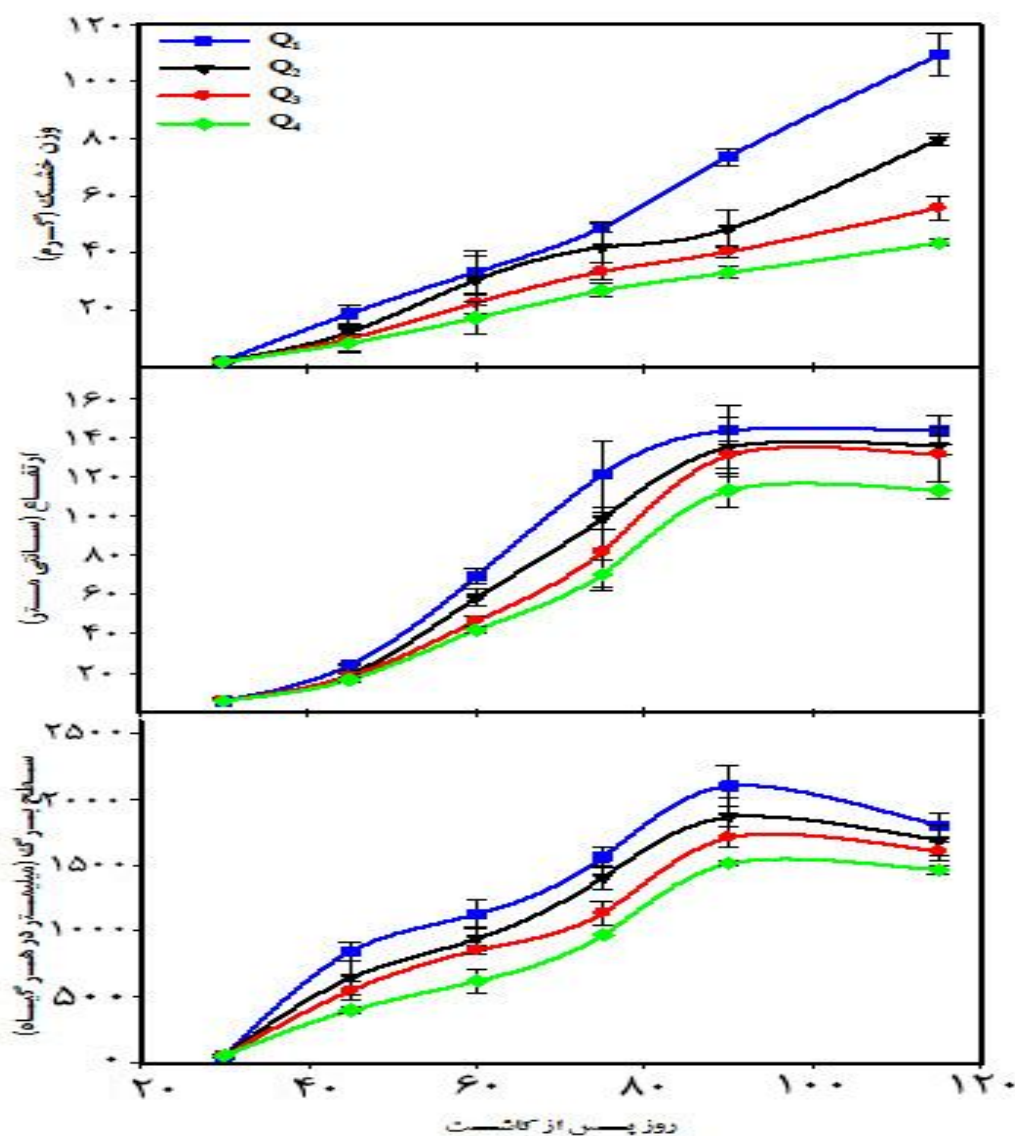 Q₁
Q₂
Q₃
Q₄
۱۲۰
۱۰۰
۸۰
۶۰
۴۰
۲۰
وزن خشک (گرم)
۱۶۰
۱۴۰
۱۲۰
۱۰۰
۸۰
۶۰
۴۰
۲۰
ارتفاع (سانتی متر)
۲۵۰۰
۲۰۰۰
۱۵۰۰
۱۰۰۰
۵۰۰
۰
سطح برگ (میلیمتر در هر گیاه)
۲۰ ۴۰ ۶۰ ۸۰ ۱۰۰ ۱۲۰
روز پس از کاشت